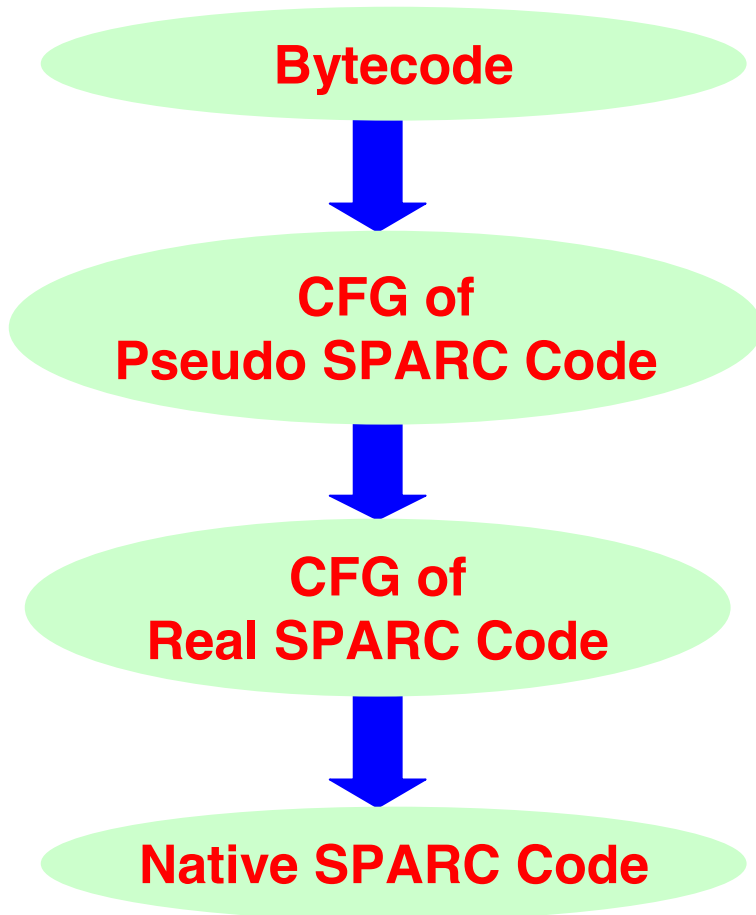 Bytecode
CFG of
Pseudo SPARC Code
CFG of
Real SPARC Code
Native SPARC Code